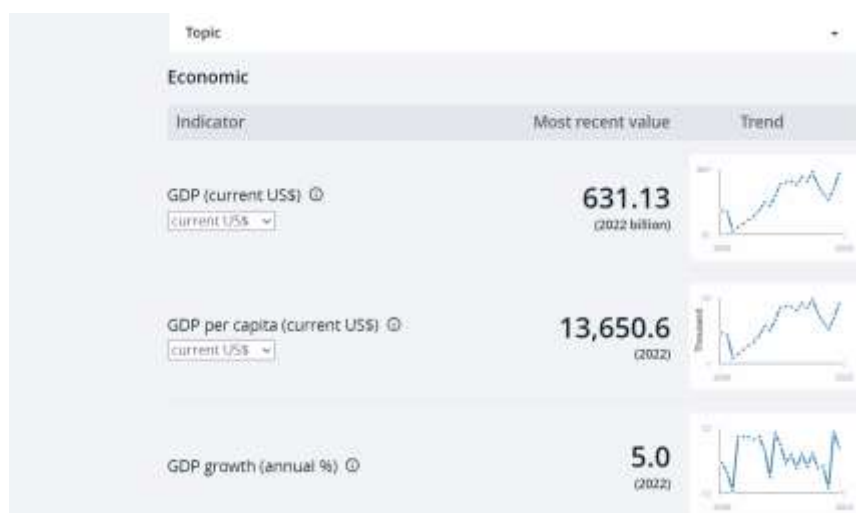 Topic
Economic
Indicator Most recent value Trend
GDP (current US$)
current US$
631.13
(2022 billion)
GDP per capita (current US$)
current US$
13,650.6
(2022)
Thousand
GDP growth (annual %)
5.0
(2022)